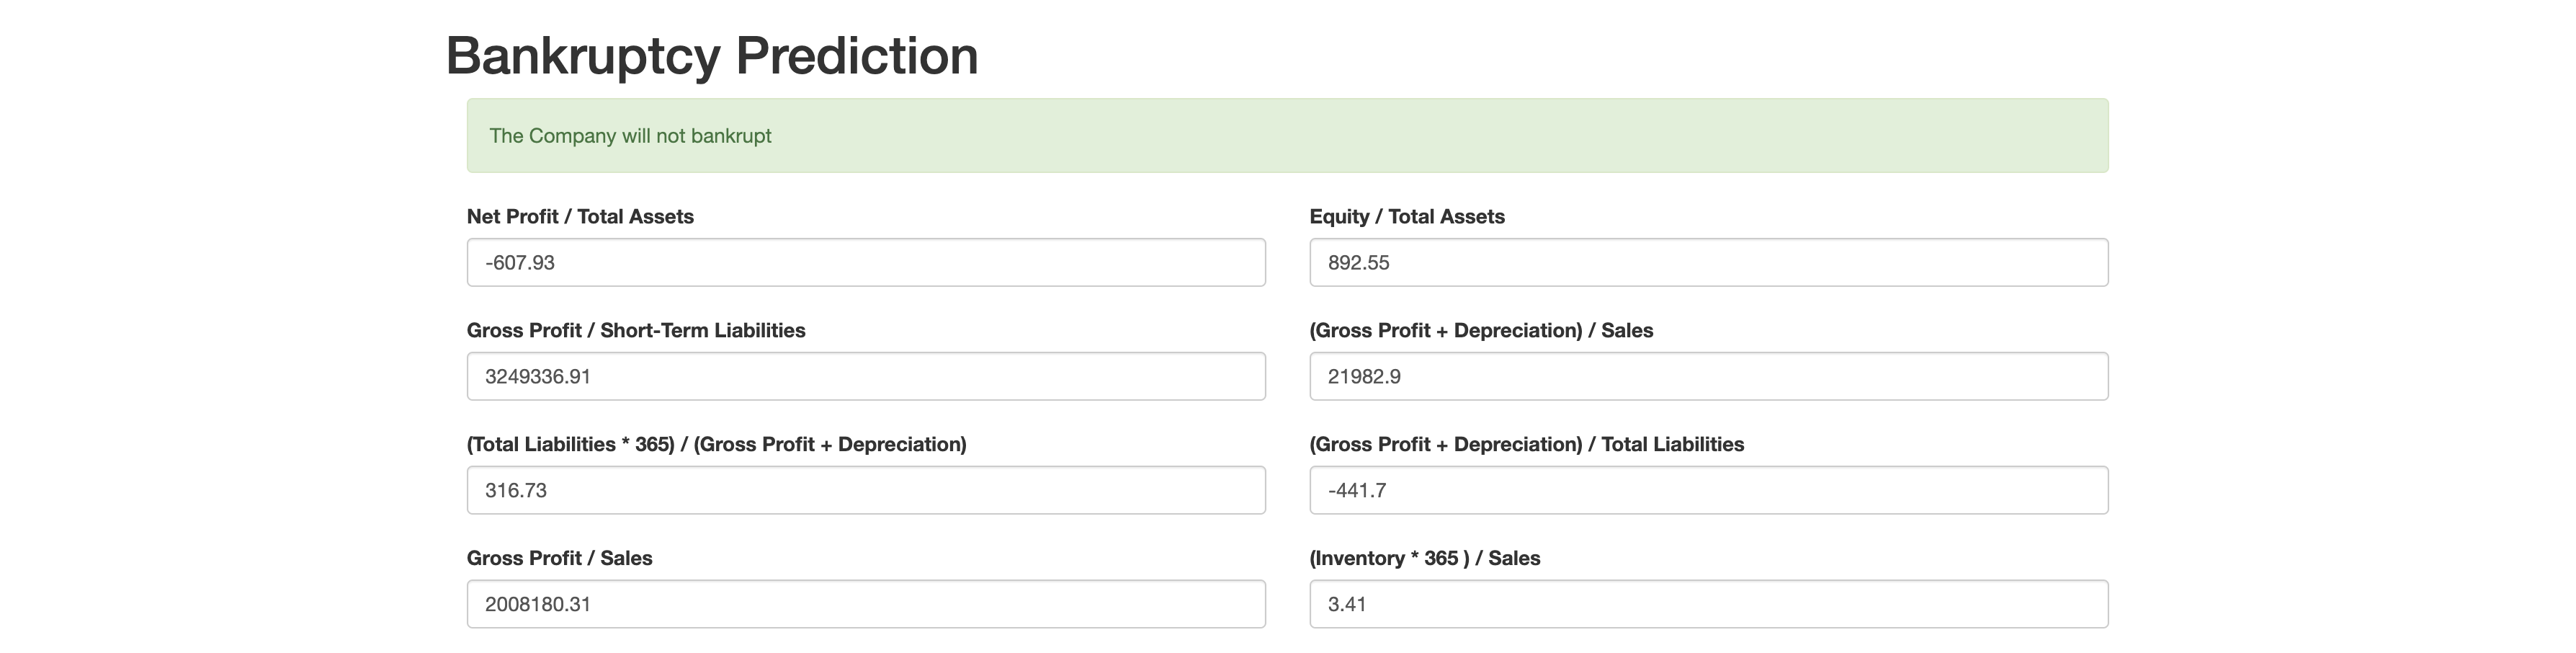 Bankruptcy Prediction
The Company will not bankrupt
Net Profit / Total Assets
Equity / Total Assets
-607.93
892.55
Gross Profit / Short-Term Liabilities
(Gross Profit + Depreciation) / Sales
3249336.91
21982.9
(Total Liabilities * 365) / (Gross Profit + Depreciation)
(Gross Profit + Depreciation) / Total Liabilities
316.73
-441.7
Gross Profit / Sales
(Inventory * 365 ) / Sales
2008180.31
3.41